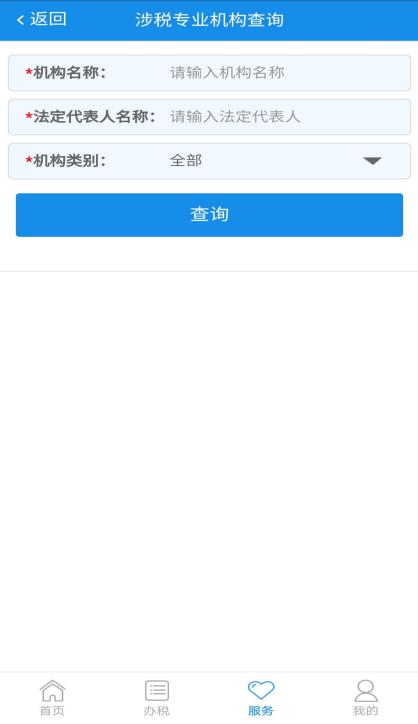 返回 涉税专业机构查询
*机构名称： 请输入机构名称
*法定代表人名称： 请输入法定代表人
*机构类别： 全部
查询
首页 办税 服务 我的